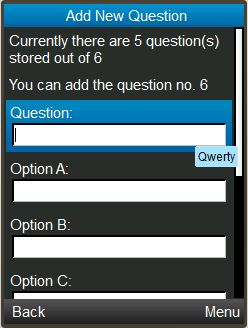 Add New Question
Currently there are 5 question(s)
stored out of 6
You can add the question no. 6
Question:
Qwerty
Option A:
Option B:
Option C:
Back Menu